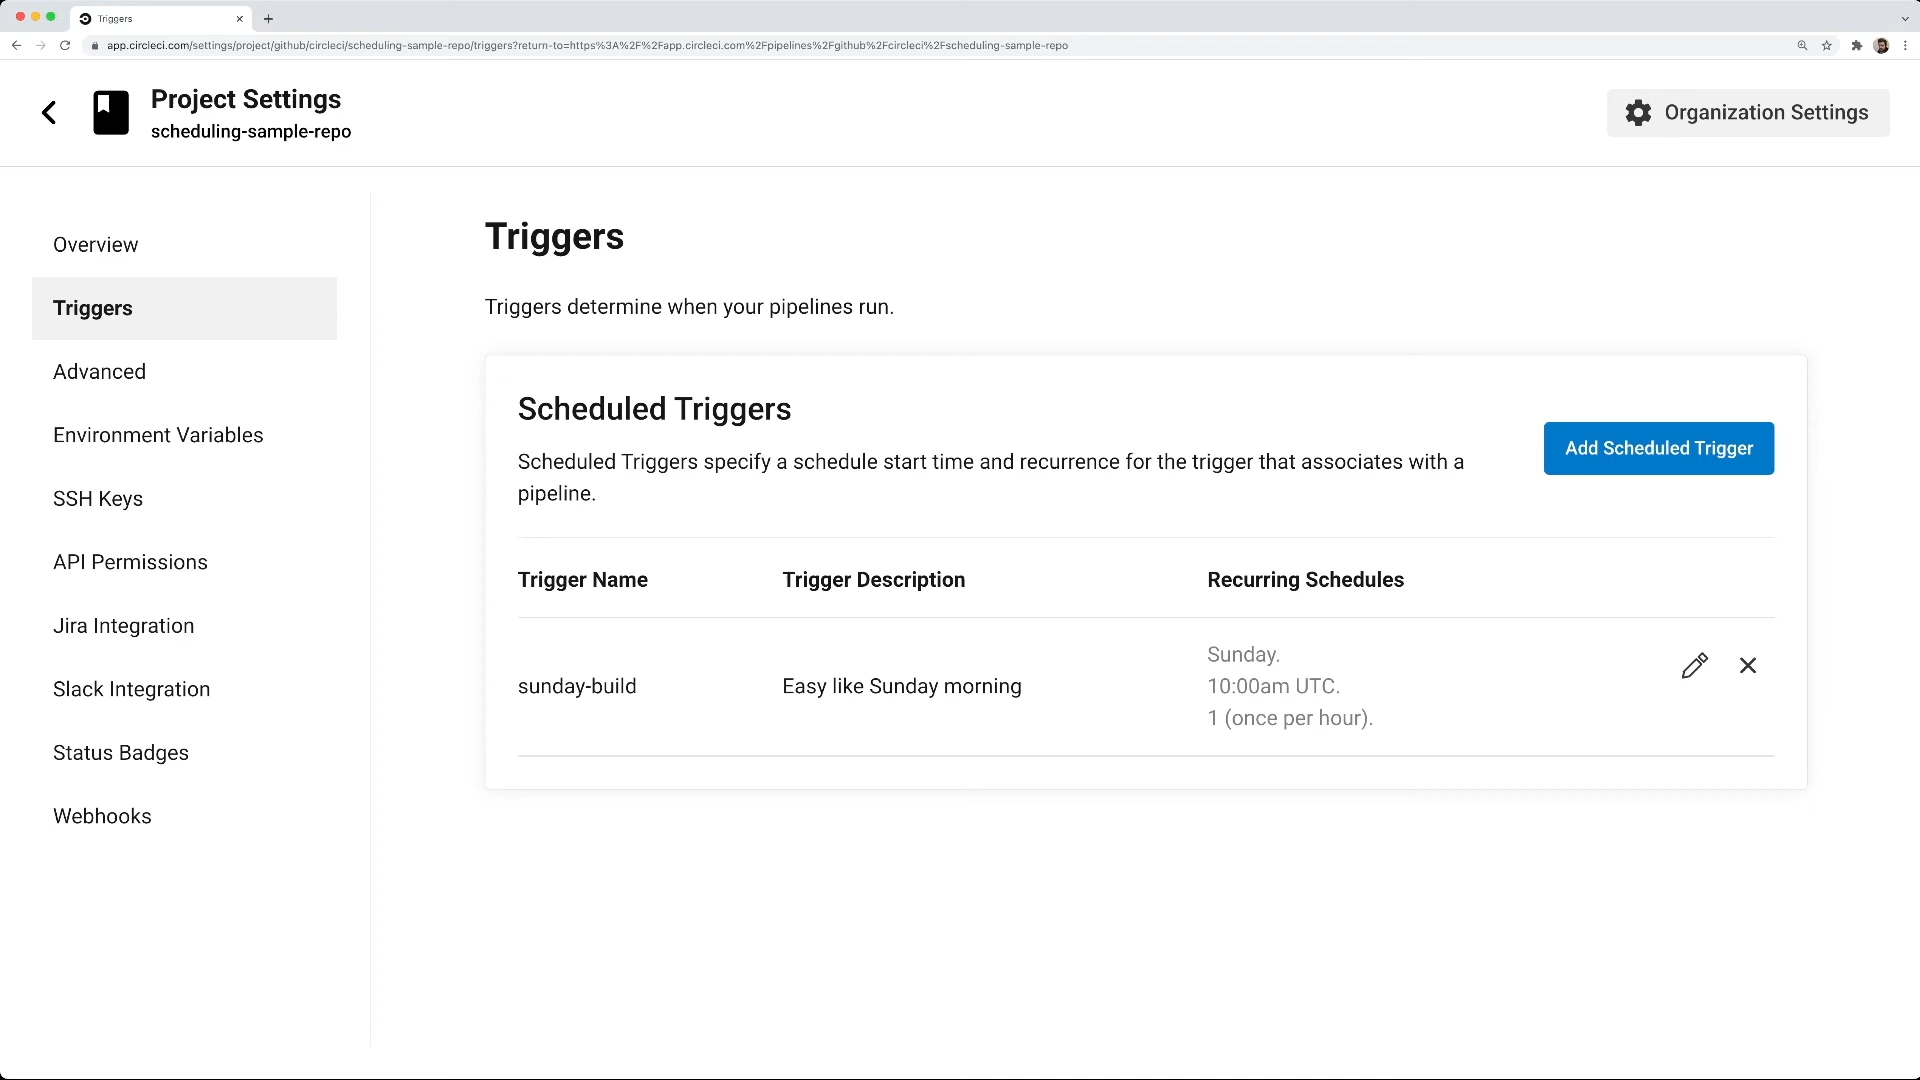 Triggers
app.circleci.com/settings/project/github/circleci/scheduling-sample-repo/triggers?return-to=https%3A%2F%2Fapp.circleci.com%2Fpipelines%2Fgithub%2Fcircleci%2Fscheduling-sample-repo
Project Settings
scheduling-sample-repo
Organization Settings
Overview
Triggers
Advanced
Environment Variables
SSH Keys
API Permissions
Jira Integration
Slack Integration
Status Badges
Webhooks
Triggers
Triggers determine when your pipelines run.
Scheduled Triggers
Scheduled Triggers specify a schedule start time and recurrence for the trigger that associates with a
pipeline.
Add Scheduled Trigger
Trigger Name Trigger Description Recurring Schedules
sunday-build
Easy like Sunday morning
Sunday.
10:00am UTC.
1 (once per hour).